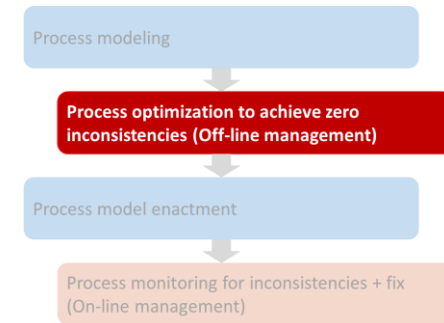 Process modeling
Process optimization to achieve zero
inconsistencies (Off-line management)
Process model enactment
Process monitoring for inconsistencies + fix
(On-line management)